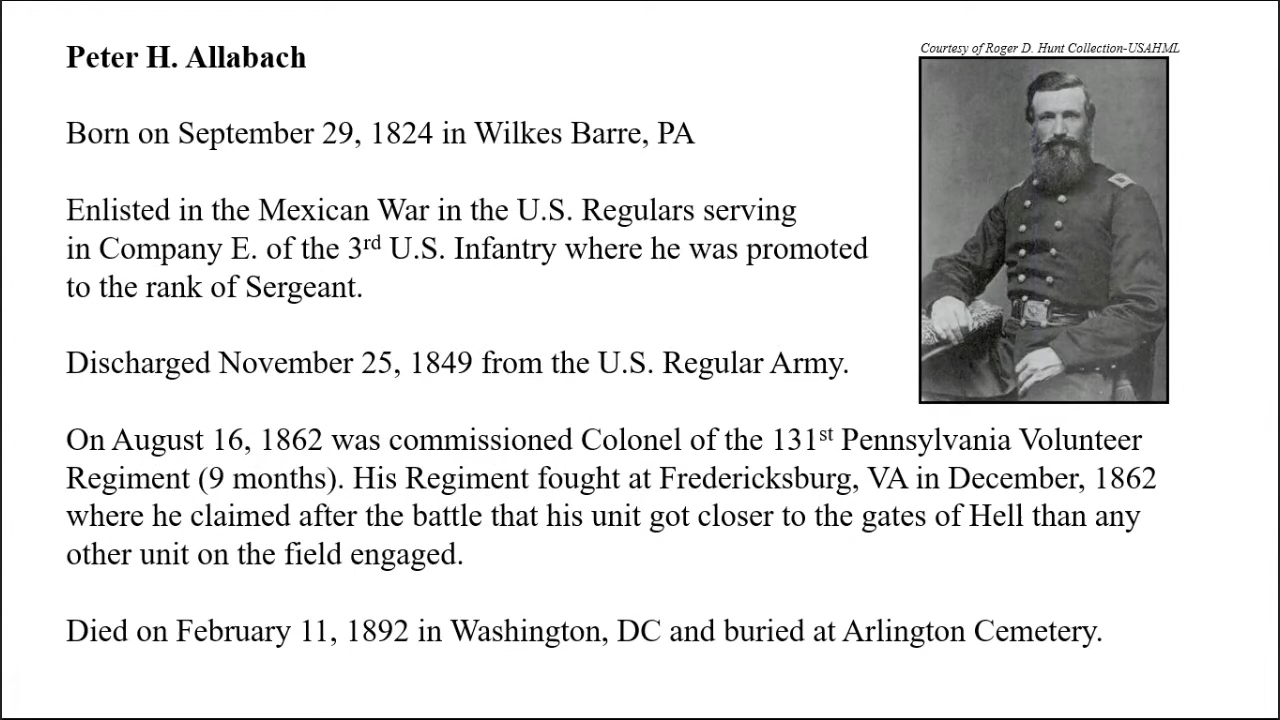 Peter H. Allabach
Courtesy of Roger D. Hunt Collection-USAHML
Born on September 29, 1824 in Wilkes Barre, PA
Enlisted in the Mexican War in the U.S. Regulars serving
in Company E. of the 3rd U.S. Infantry where he was promoted
to the rank of Sergeant.
Discharged November 25, 1849 from the U.S. Regular Army.
On August 16, 1862 was commissioned Colonel of the 131st Pennsylvania Volunteer
Regiment (9 months). His Regiment fought at Fredericksburg, VA in December, 1862
where he claimed after the battle that his unit got closer to the gates of Hell than any
other unit on the field engaged.
Died on February 11, 1892 in Washington, DC and buried at Arlington Cemetery.